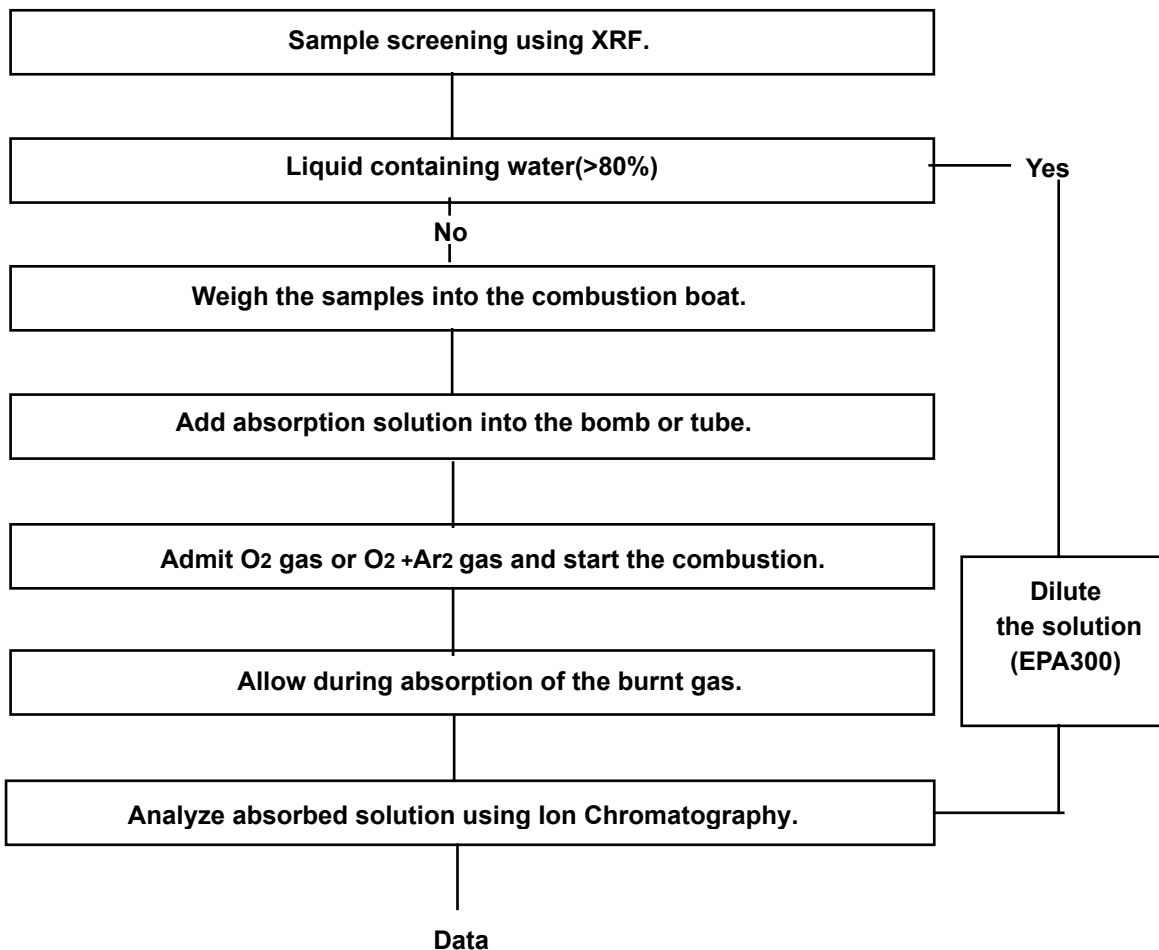 Sample screening using XRF.
Liquid containing water(>80%)
Yes
No
Weigh the samples into the combustion boat.
Add absorption solution into the bomb or tube.
Admit O2 gas or O2 +Ar2 gas and start the combustion.
Dilute
the solution
(EPA300)
Allow during absorption of the burnt gas.
Analyze absorbed solution using Ion Chromatography.
Data